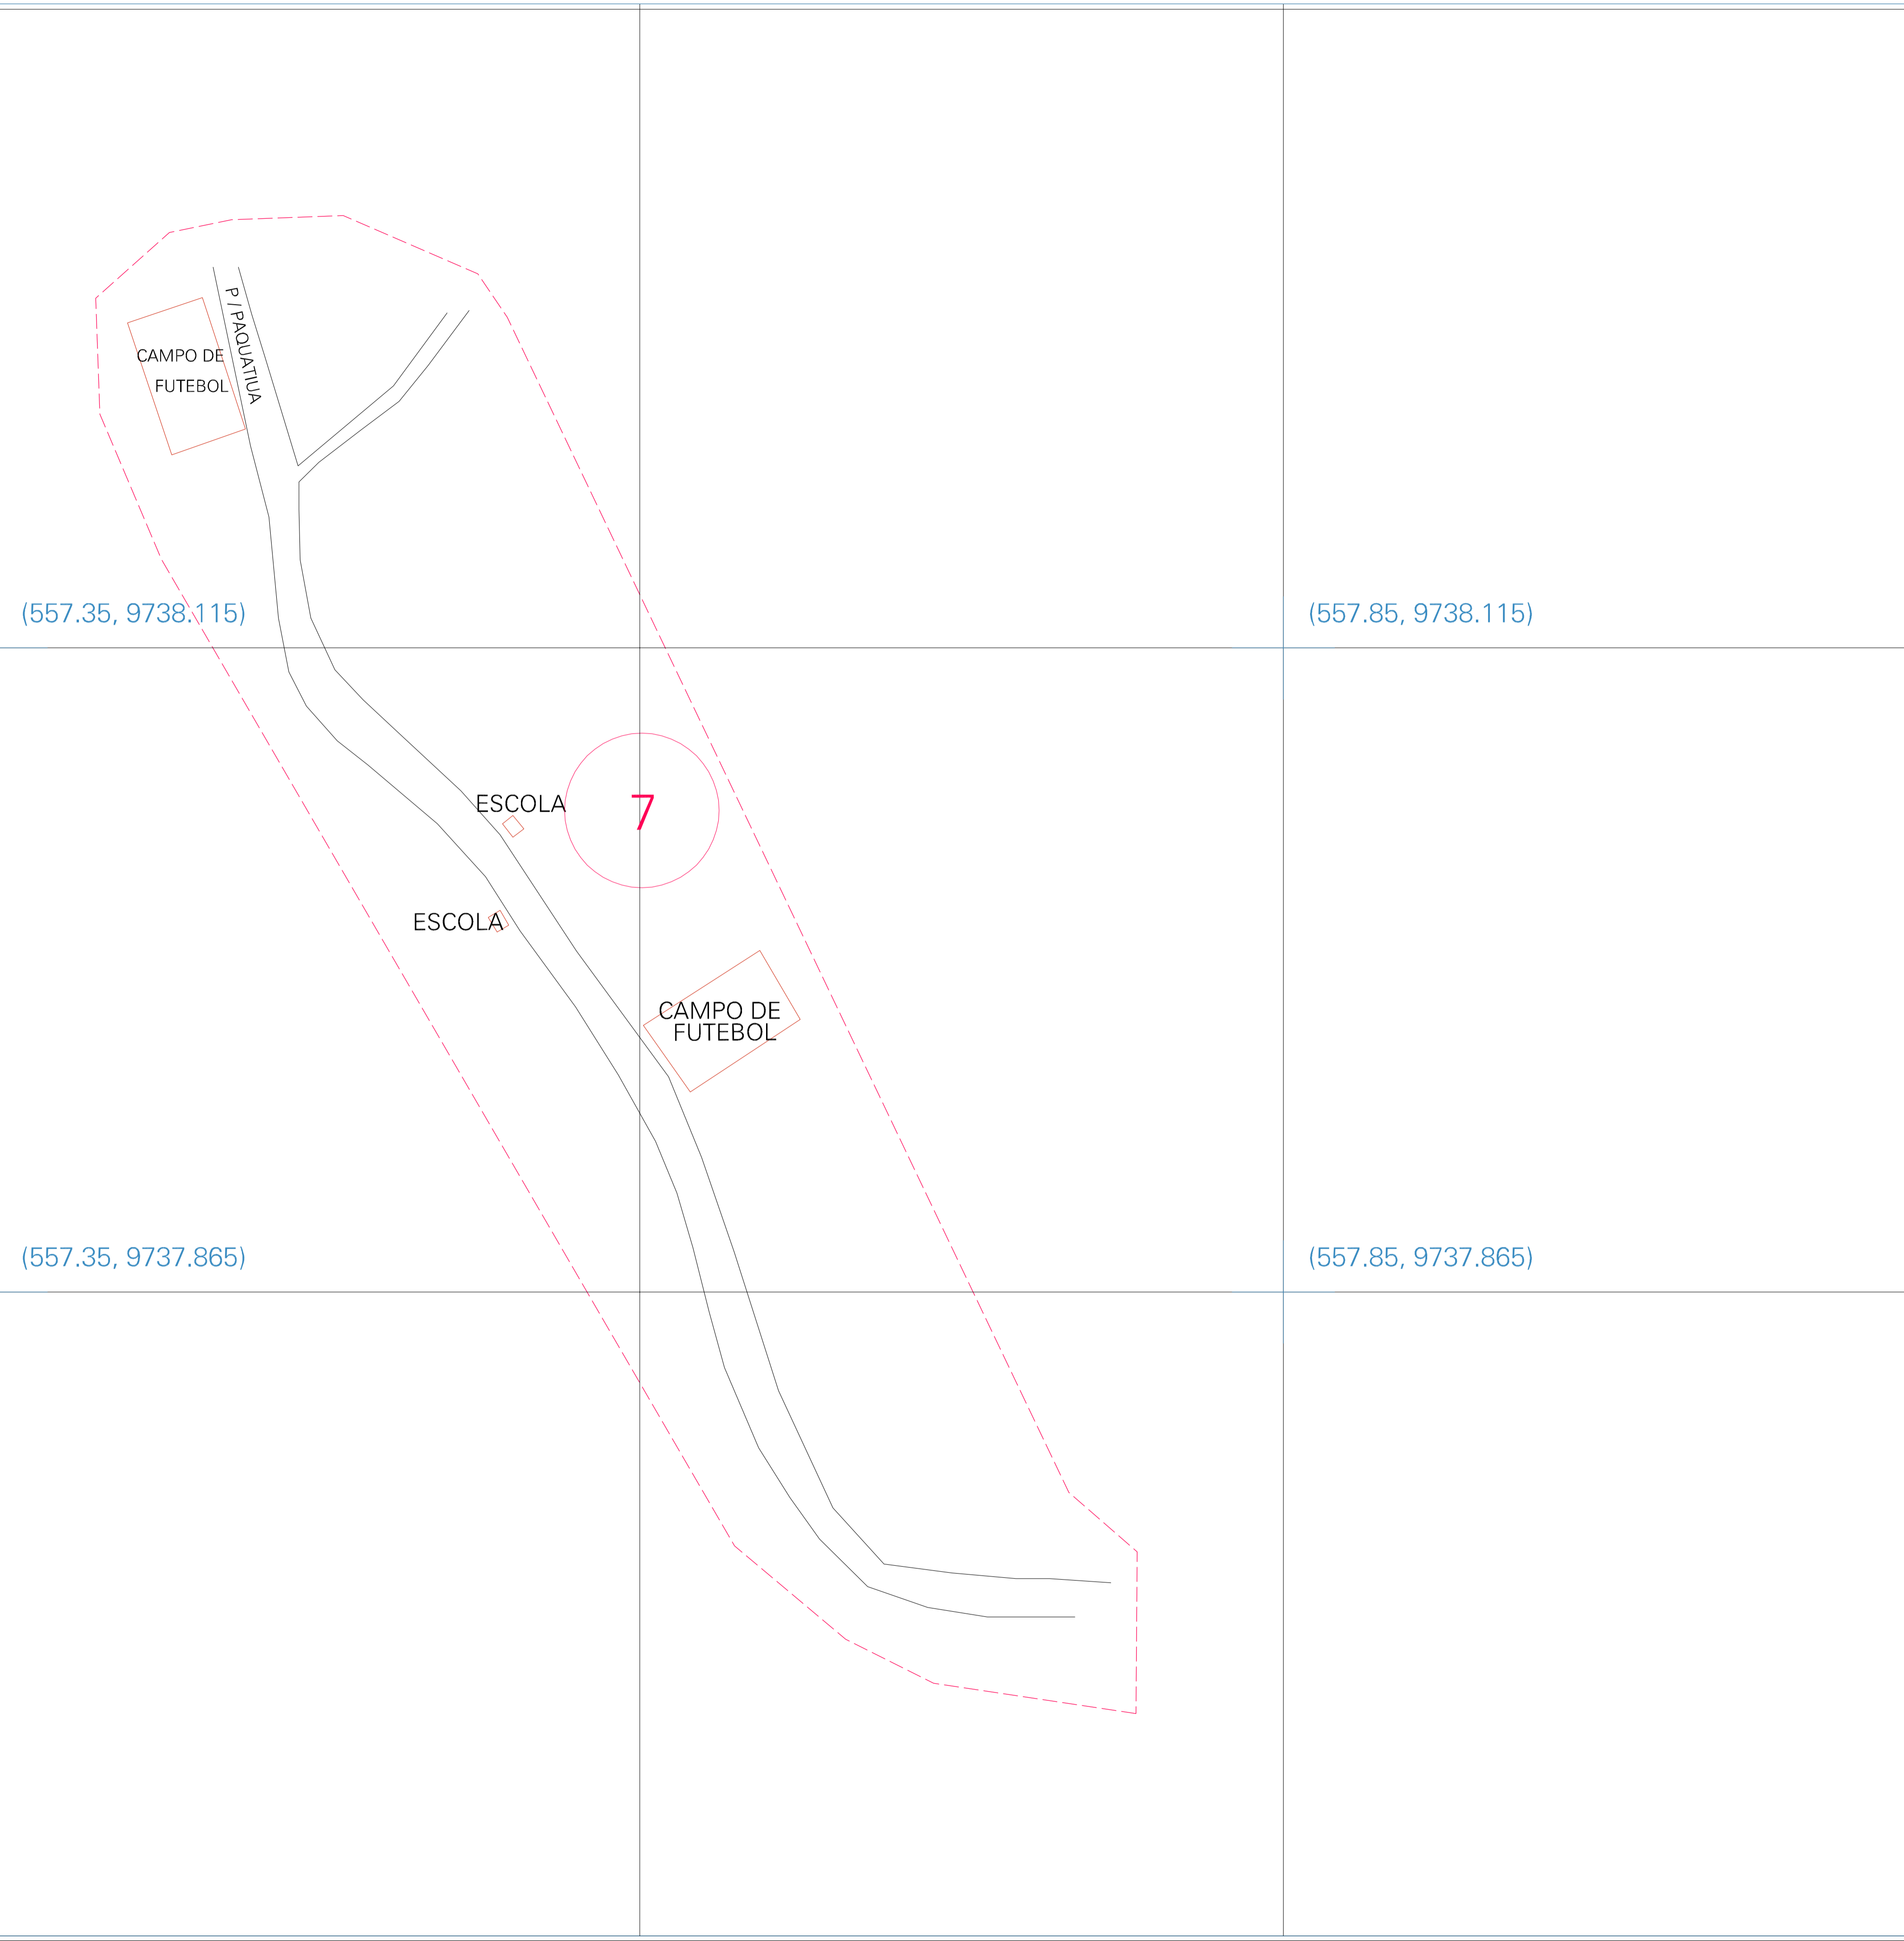 P / PAQUATIUA
CAMPO DE
FUTEBOL
(557.35, 9738.115)
(557.85, 9738.115)
ESCOLA
7
ESCOLA
CAMPO DE
FUTEBOL
(557.35, 9737.865)
(557.85, 9737.865)